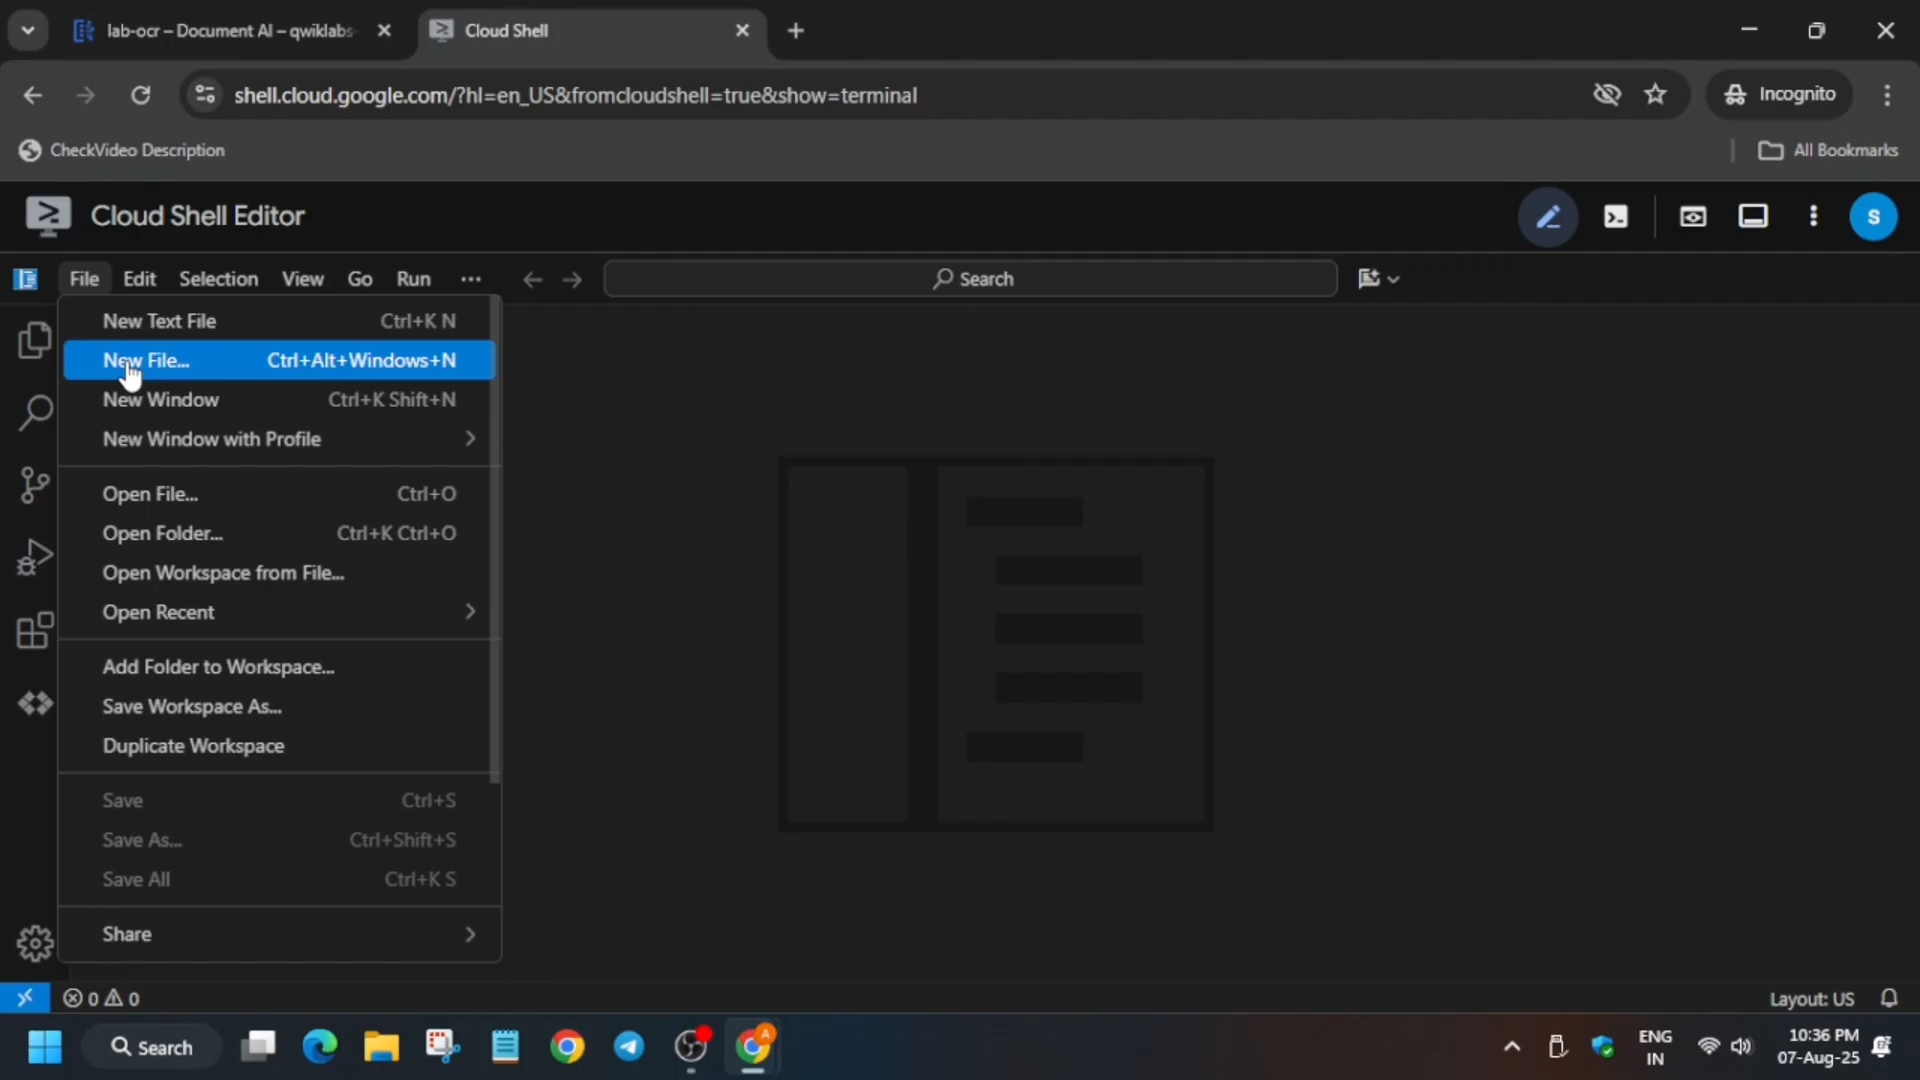 lab-ocr – Document AI – qwiklabs-
Cloud Shell
shell.cloud.google.com/?hl=en_US&fromcloudshell=true&show=terminal
Incognito
CheckVideo Description
All Bookmarks
Cloud Shell Editor
S
File Edit Selection View Go Run ...
Search
New Text File Ctrl+K N
New File... Ctrl+Alt+Windows+N
New Window Ctrl+K Shift+N
New Window with Profile
Open File... Ctrl+O
Open Folder... Ctrl+K Ctrl+O
Open Workspace from File...
Open Recent
Add Folder to Workspace...
Save Workspace As...
Duplicate Workspace
Save Ctrl+S
Save As... Ctrl+Shift+S
Save All Ctrl+K S
Share
0 0
Layout: US
Search
A
ENG
IN
10:36 PM
07-Aug-25